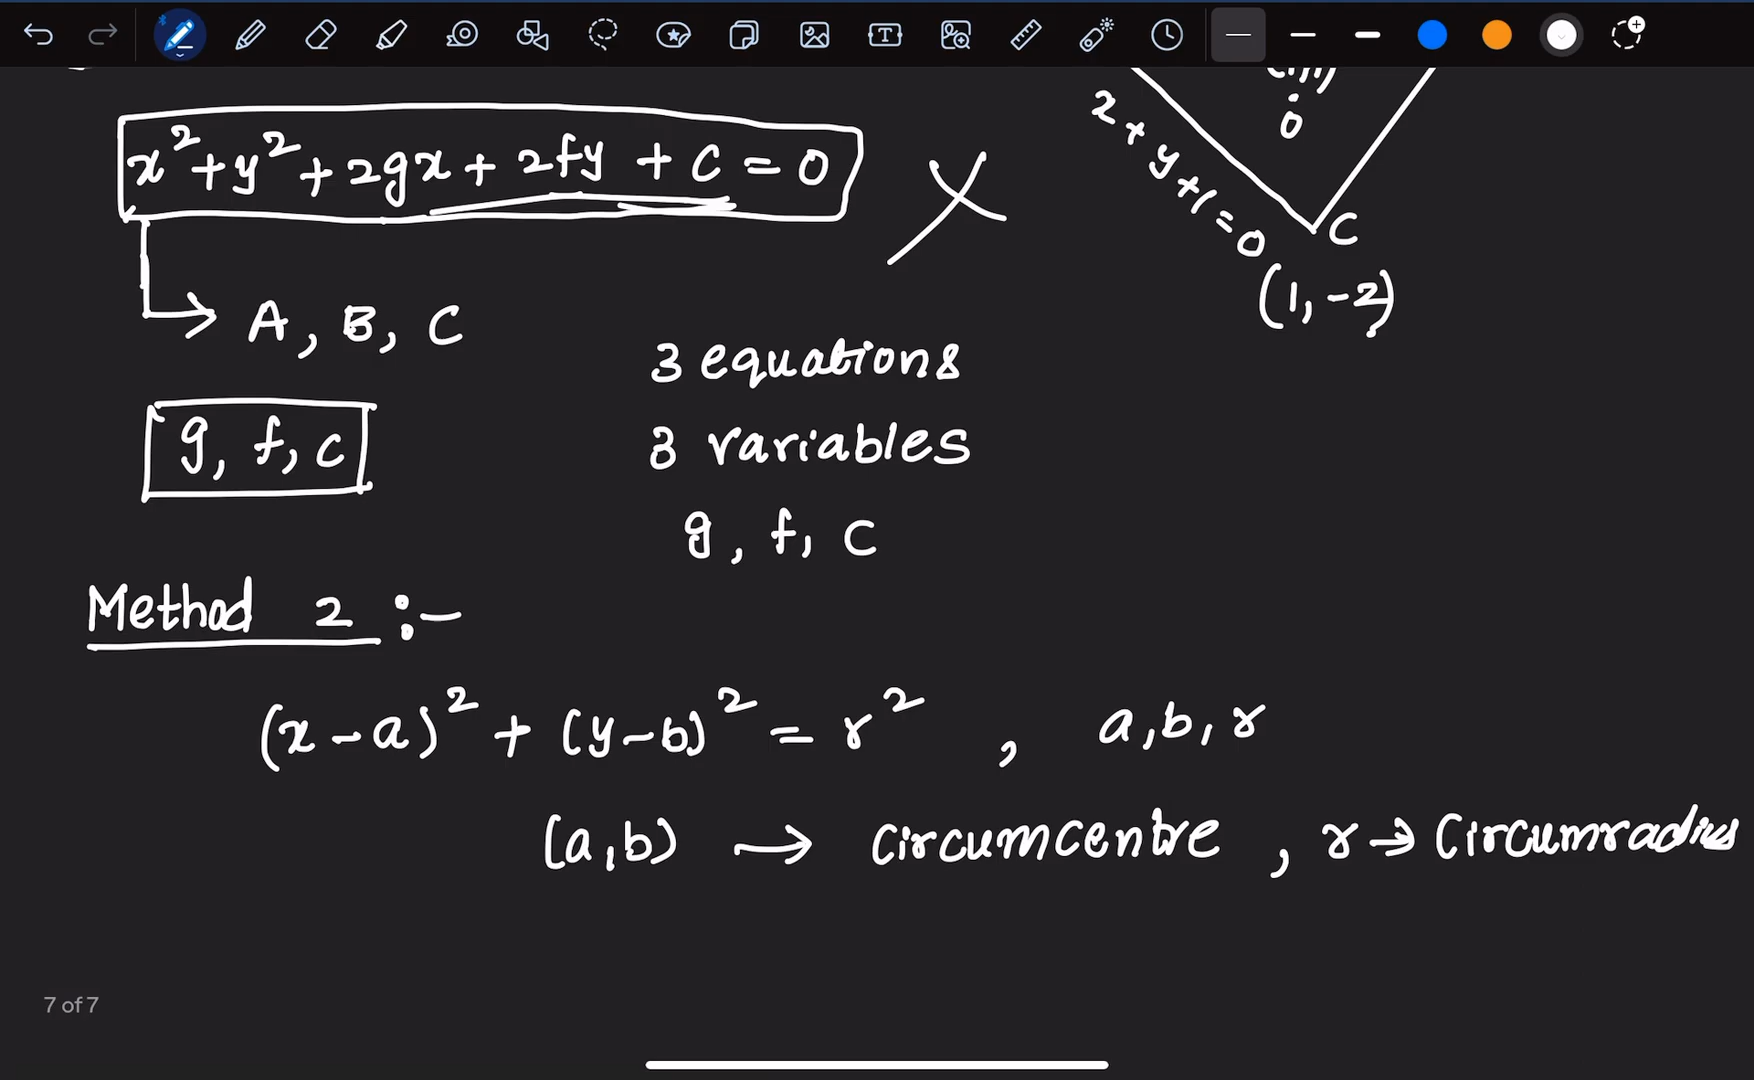 x²+y²+2gx+2fy+c=0
2+y+1=0
O
C
(1,-2)
A, B, C
3 equations
g, f, c
3 variables
g, f, c
Method 2 :-
(x-a)²+(y-b)²=r² , a,b,r
(a,b) → Circumcentre , r→Circumradius
7 of 7